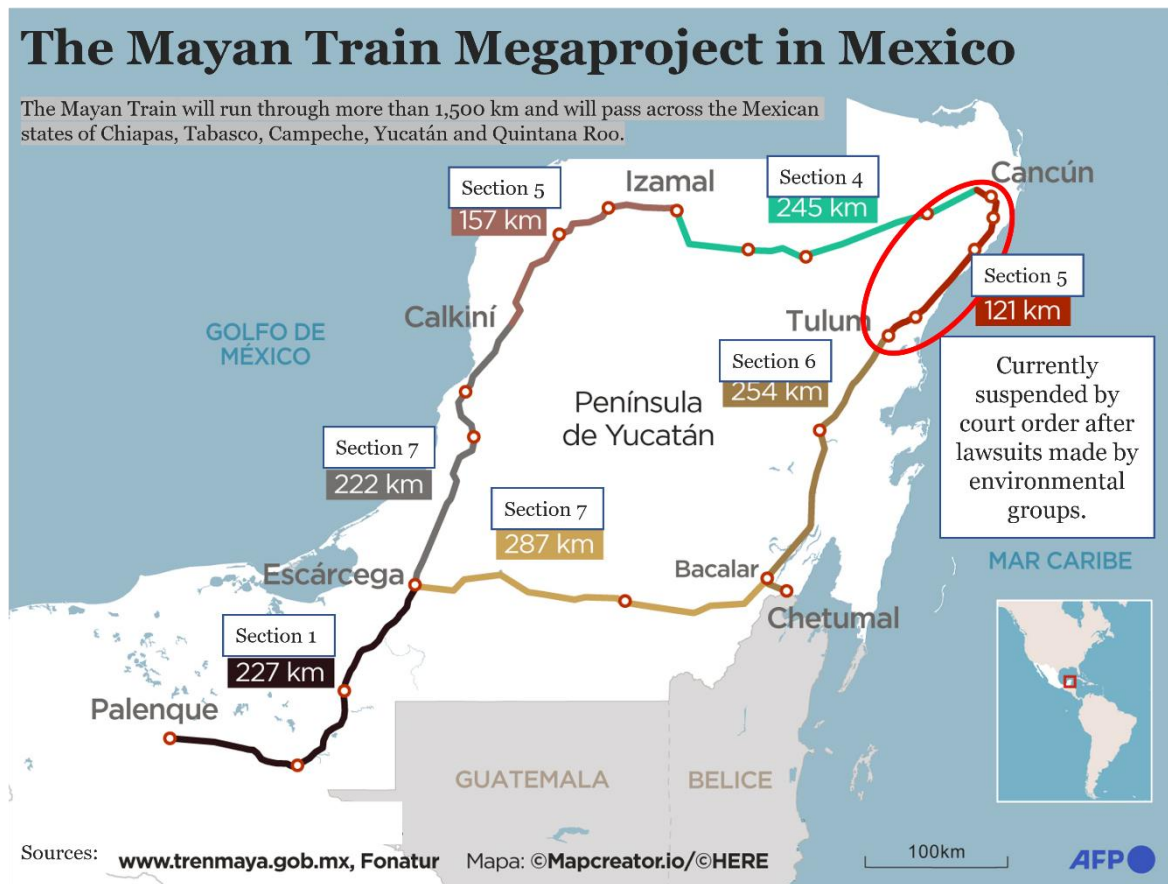 The Mayan Train Megaproject in Mexico
The Mayan Train will run through more than 1,500 km and will pass across the Mexican
states of Chiapas, Tabasco, Campeche, Yucatán and Quintana Roo.
Section 5
157 km
Izamal
Section 4
245 km
Cancún
Section 5
121 km
Calkiní
GOLFO DE
MÉXICO
Tulum
Section 6
254 km
Península
de Yucatán
Currently
suspended by
court order after
lawsuits made by
environmental
groups.
Section 7
222 km
Section 7
287 km
MAR CARIBE
Escárcega
Bacalar
Chetumal
Section 1
227 km
Palenque
GUATEMALA
BELICE
Sources:
www.trenmaya.gob.mx, Fonatur
Mapa: ©Mapcreator.io/©HERE
100km
AFP